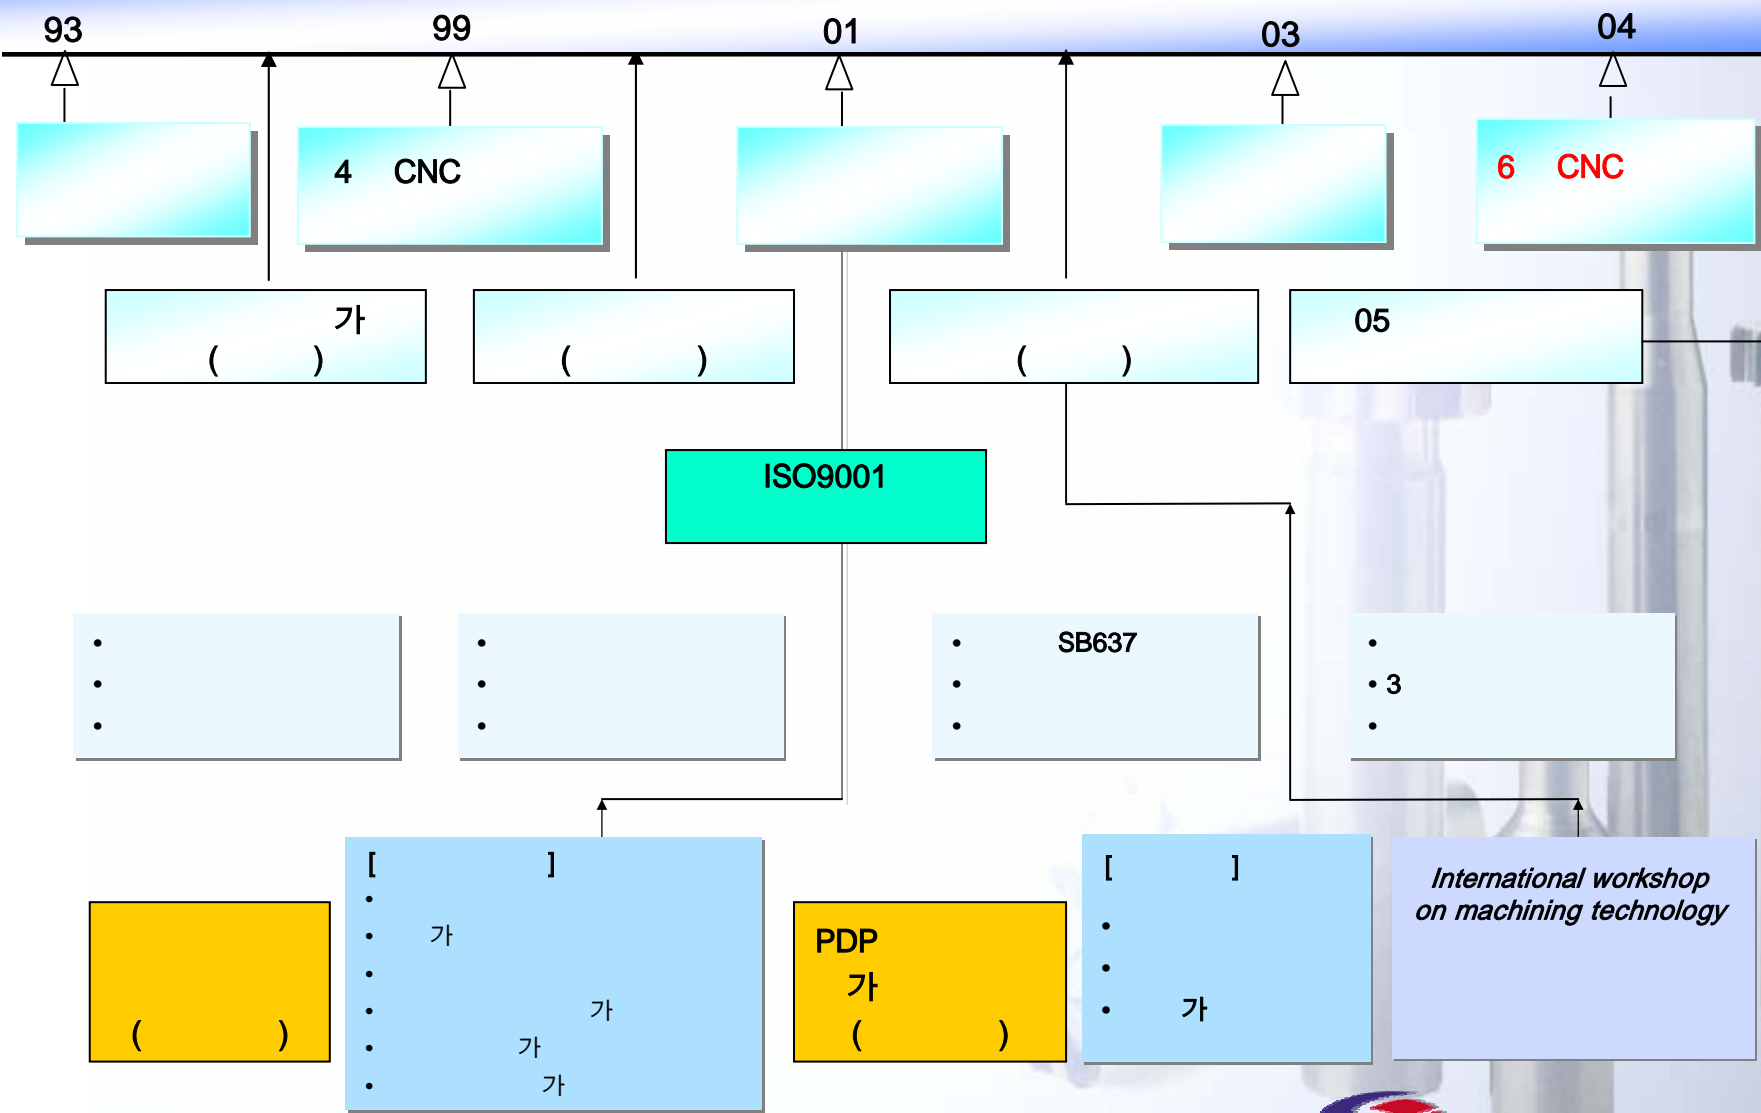 93 99 01 03 04
4 CNC
6 CNC
가
( )
( )
( )
05
ISO9001
•
•
•
•
•
•
• SB637
•
•
•
• 3
•
( )
[ ]
•
• 가
•
• 가
• 가
• 가
PDP
가
( )
[ ]
•
•
• 가
International workshop
on machining technology